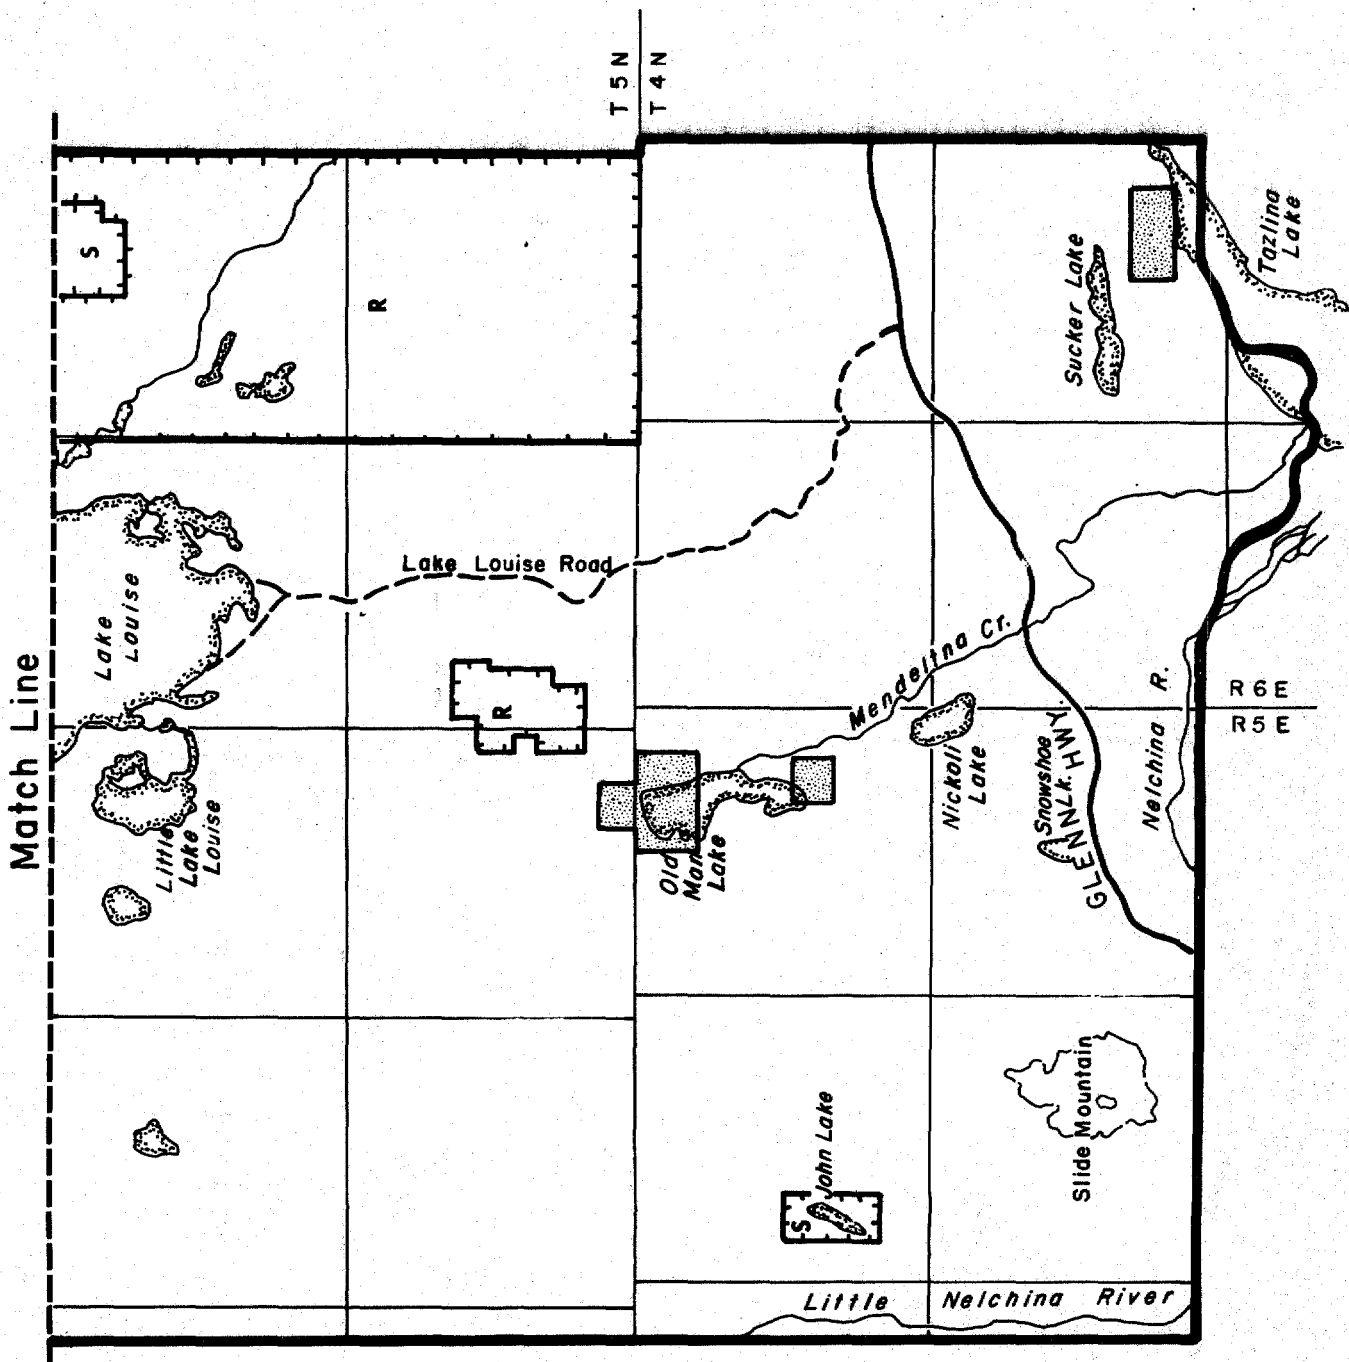 T 5 N
T 4 N
Match Line
S
R
Lake
Louise
Little
Lake
Louise
Lake Louise Road
R
Sucker Lake
Tazlina
Lake
Mendeltna Cr.
Old
Man
Lake
Nickoli
Lake
Snowshoe
Lk.
GLENN HWY.
Nelchina R.
R 6 E
R 5 E
Slide Mountain
S
John Lake
Little Nelchina River